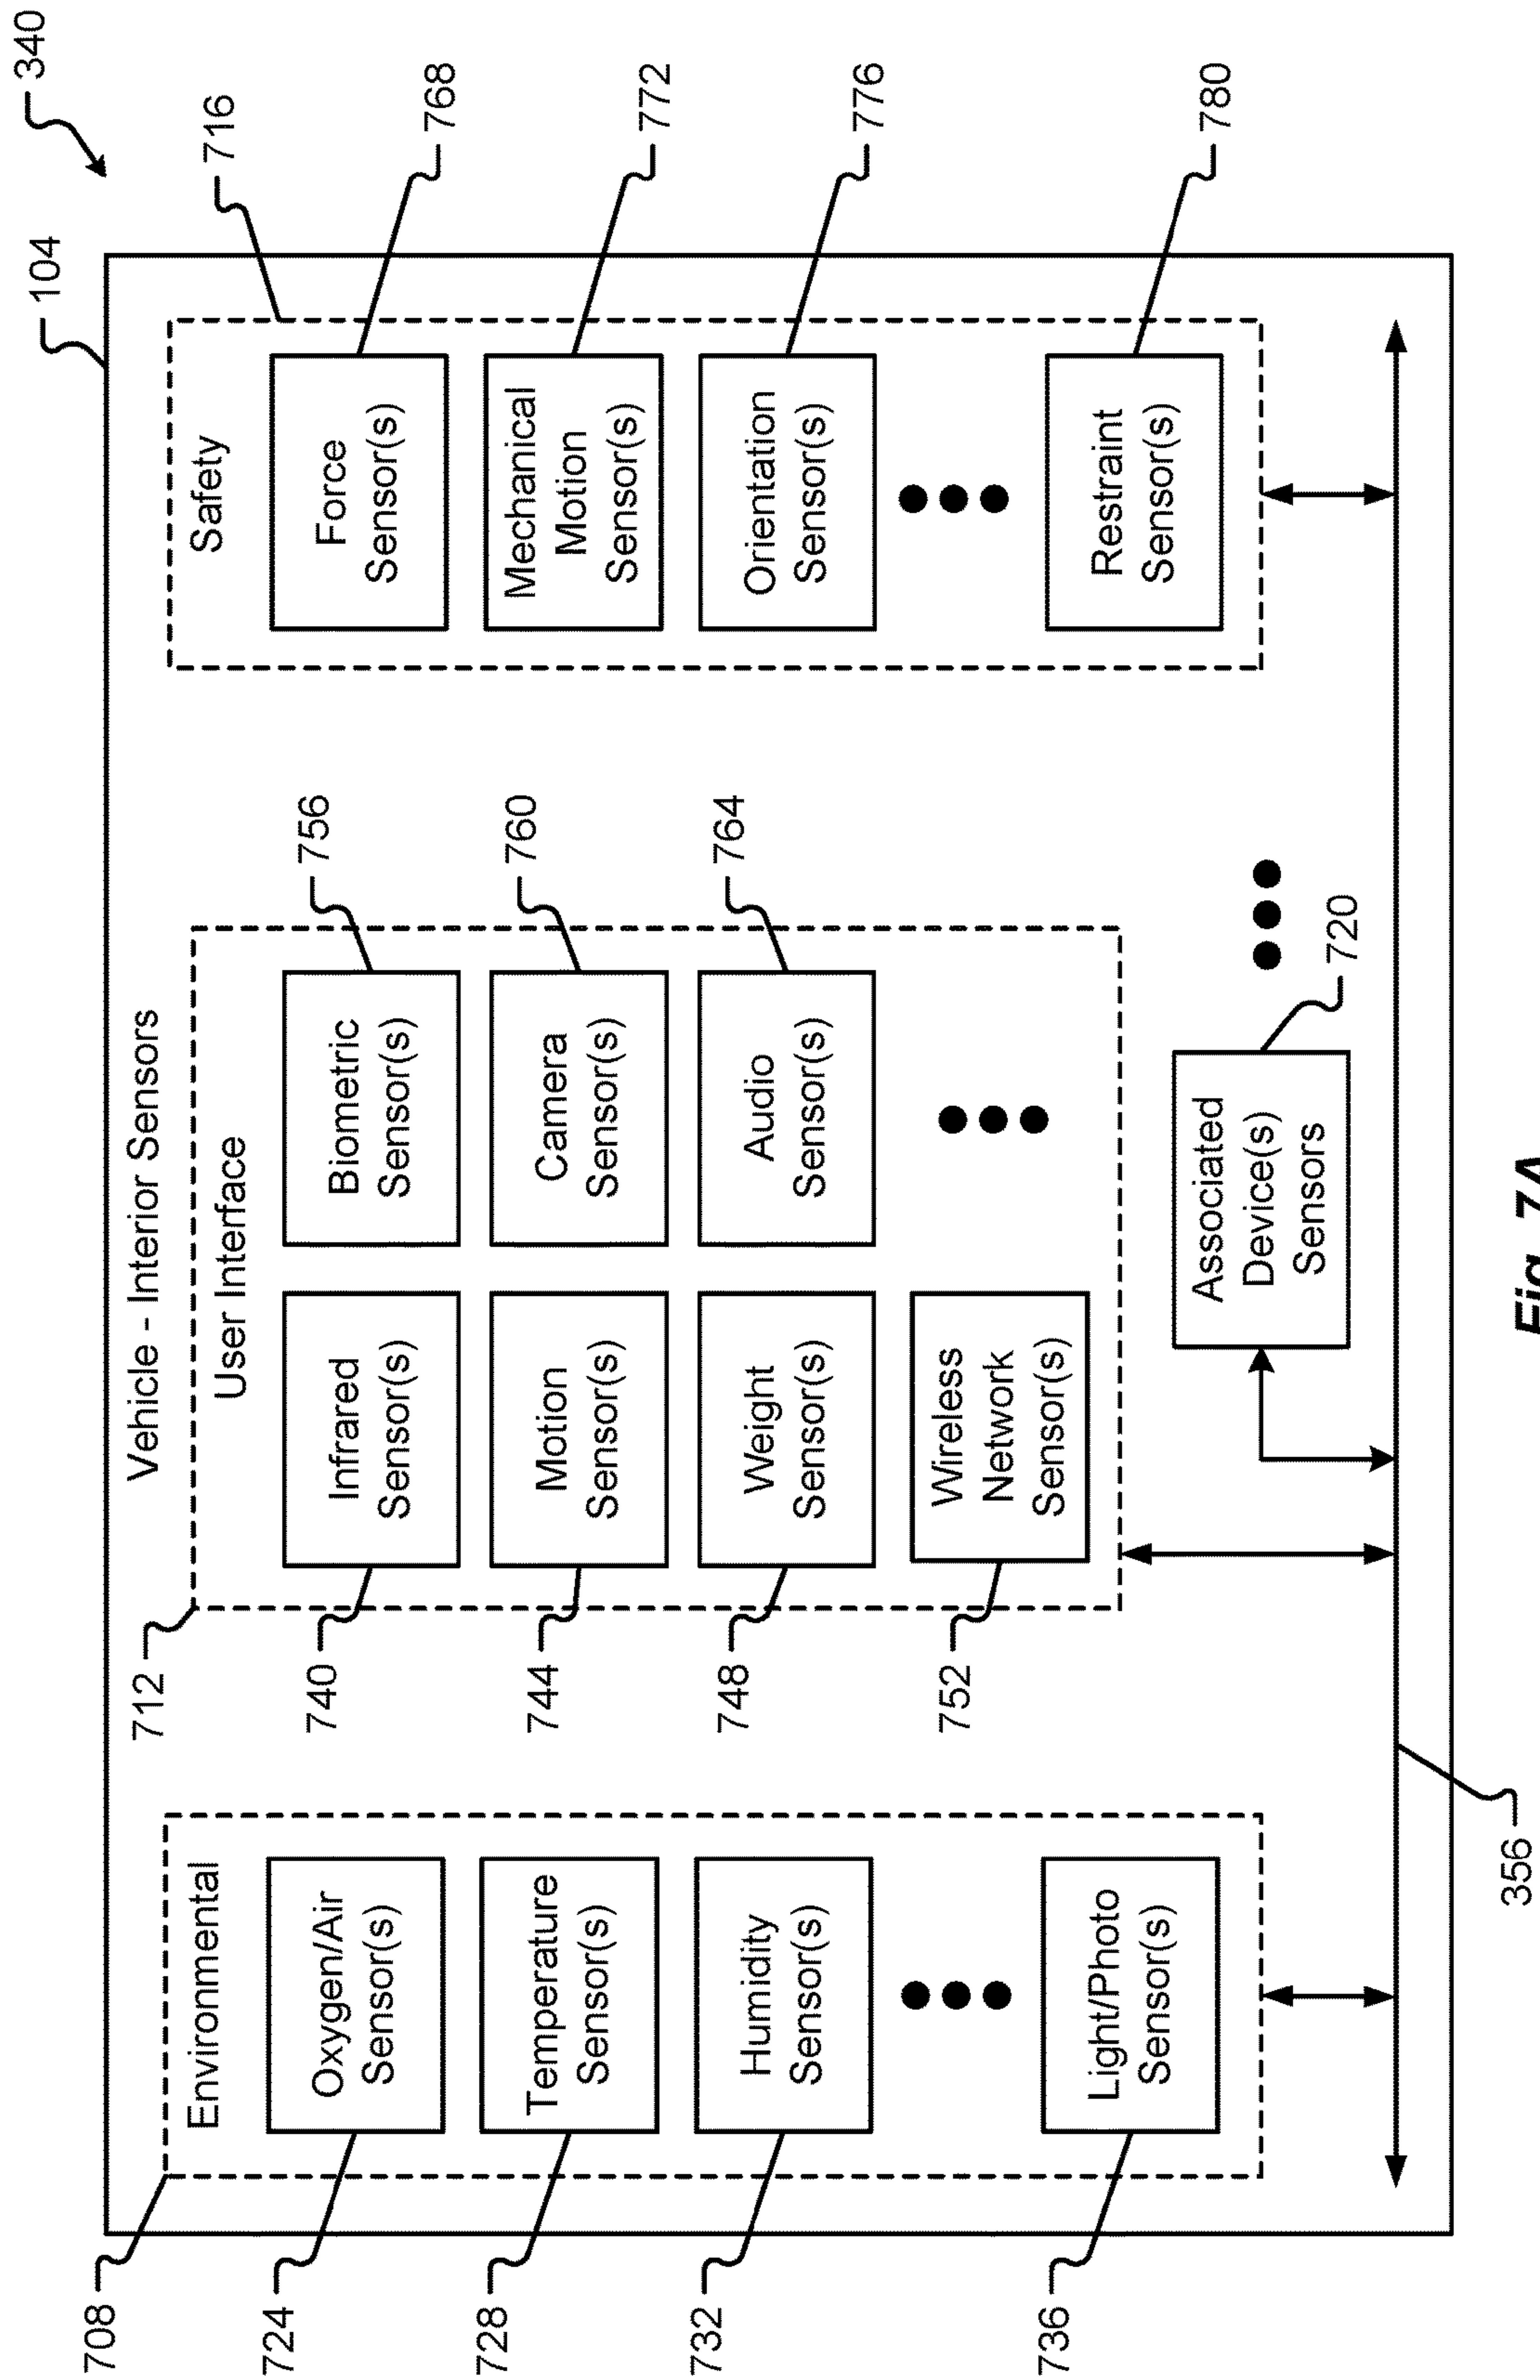 340
104
Vehicle - Interior Sensors
708
Environmental
724
Oxygen/Air
Sensor(s)
728
Temperature
Sensor(s)
732
Humidity
Sensor(s)
736
Light/Photo
Sensor(s)
712
User Interface
740
Infrared
Sensor(s)
756
Biometric
Sensor(s)
744
Motion
Sensor(s)
760
Camera
Sensor(s)
748
Weight
Sensor(s)
764
Audio
Sensor(s)
752
Wireless
Network
Sensor(s)
716
Safety
768
Force
Sensor(s)
772
Mechanical
Motion
Sensor(s)
776
Orientation
Sensor(s)
780
Restraint
Sensor(s)
720
Associated
Device(s)
Sensors
356
Fig. 7A